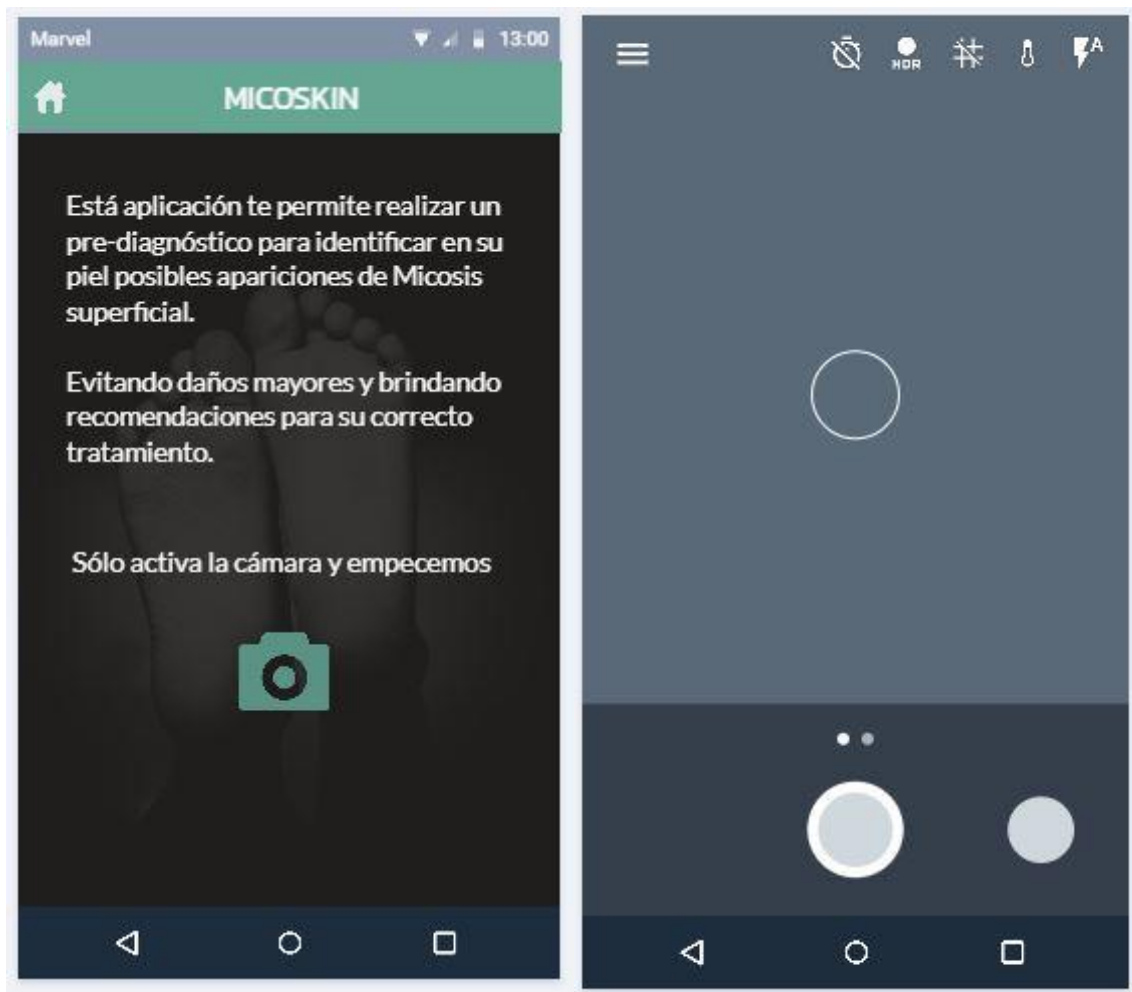 Marvel 13:00
MICOSKIN
Está aplicación te permite realizar un
pre-diagnóstico para identificar en su
piel posibles apariciones de Micosis
superficial.
Evitando daños mayores y brindando
recomendaciones para su correcto
tratamiento.
Sólo activa la cámara y empecemos
HDR A